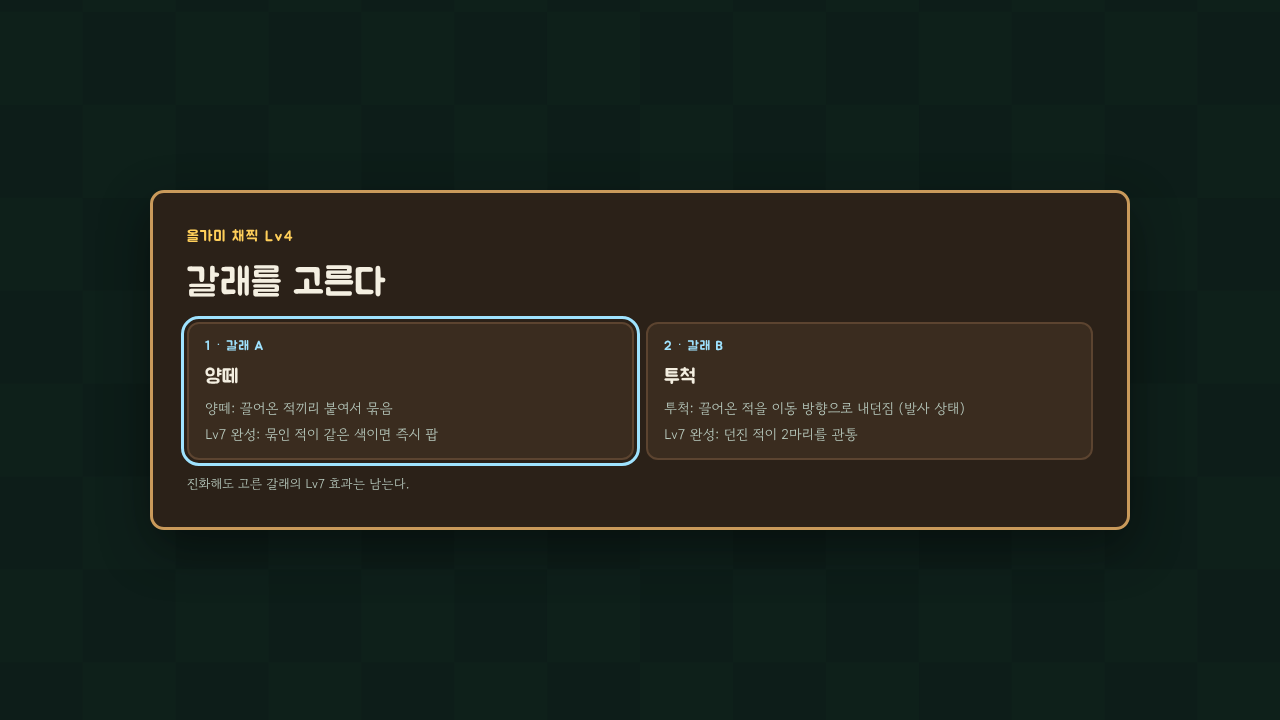 올가미 채찍 Lv4
갈래를 고른다
1 · 갈래 A
양떼
양떼: 끌어온 적끼리 붙여서 묶음
Lv7 완성: 묶인 적이 같은 색이면 즉시 팝
2 · 갈래 B
투척
투척: 끌어온 적을 이동 방향으로 내던짐 (발사 상태)
Lv7 완성: 던진 적이 2마리를 관통
진화해도 고른 갈래의 Lv7 효과는 남는다.